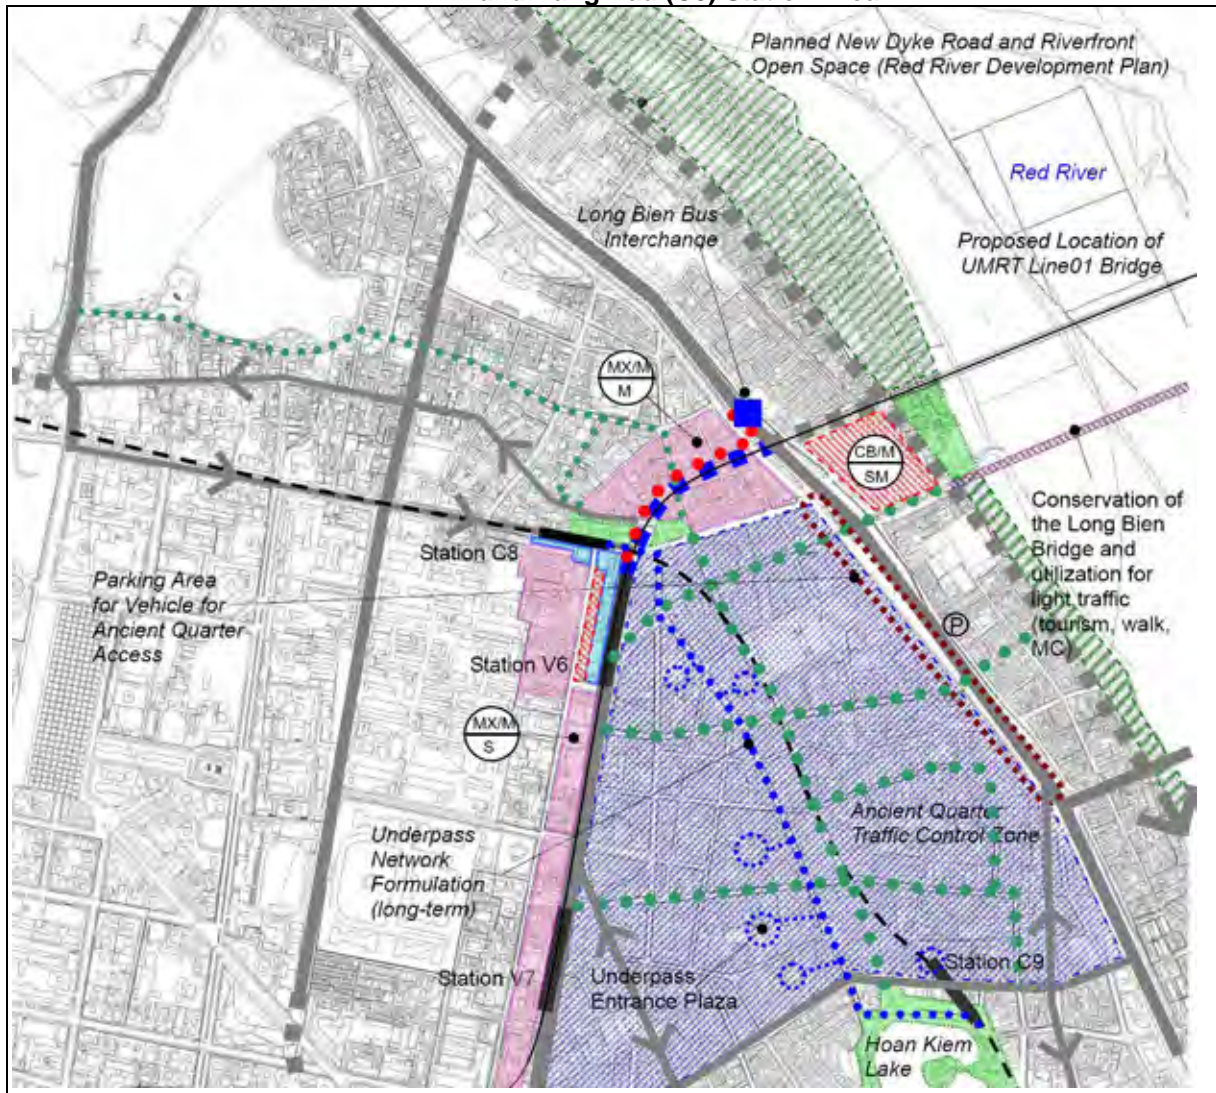 (C8) Station
Planned New Dyke Road and Riverfront
Open Space (Red River Development Plan)
Red River
Long Bien Bus
Interchange
Proposed Location of
UMRT Line01 Bridge
MX/M
M
CB/M
SM
Conservation of
the Long Bien
Bridge and
utilization for
light traffic
(tourism, walk,
MC)
Station C8
Parking Area
for Vehicle for
Ancient Quarter
Access
P
Station V6
MX/M
S
Underpass
Network
Formulation
(long-term)
Ancient Quarter
Traffic Control Zone
Station V7
Underpass
Entrance Plaza
Station C9
Hoan Kiem
Lake